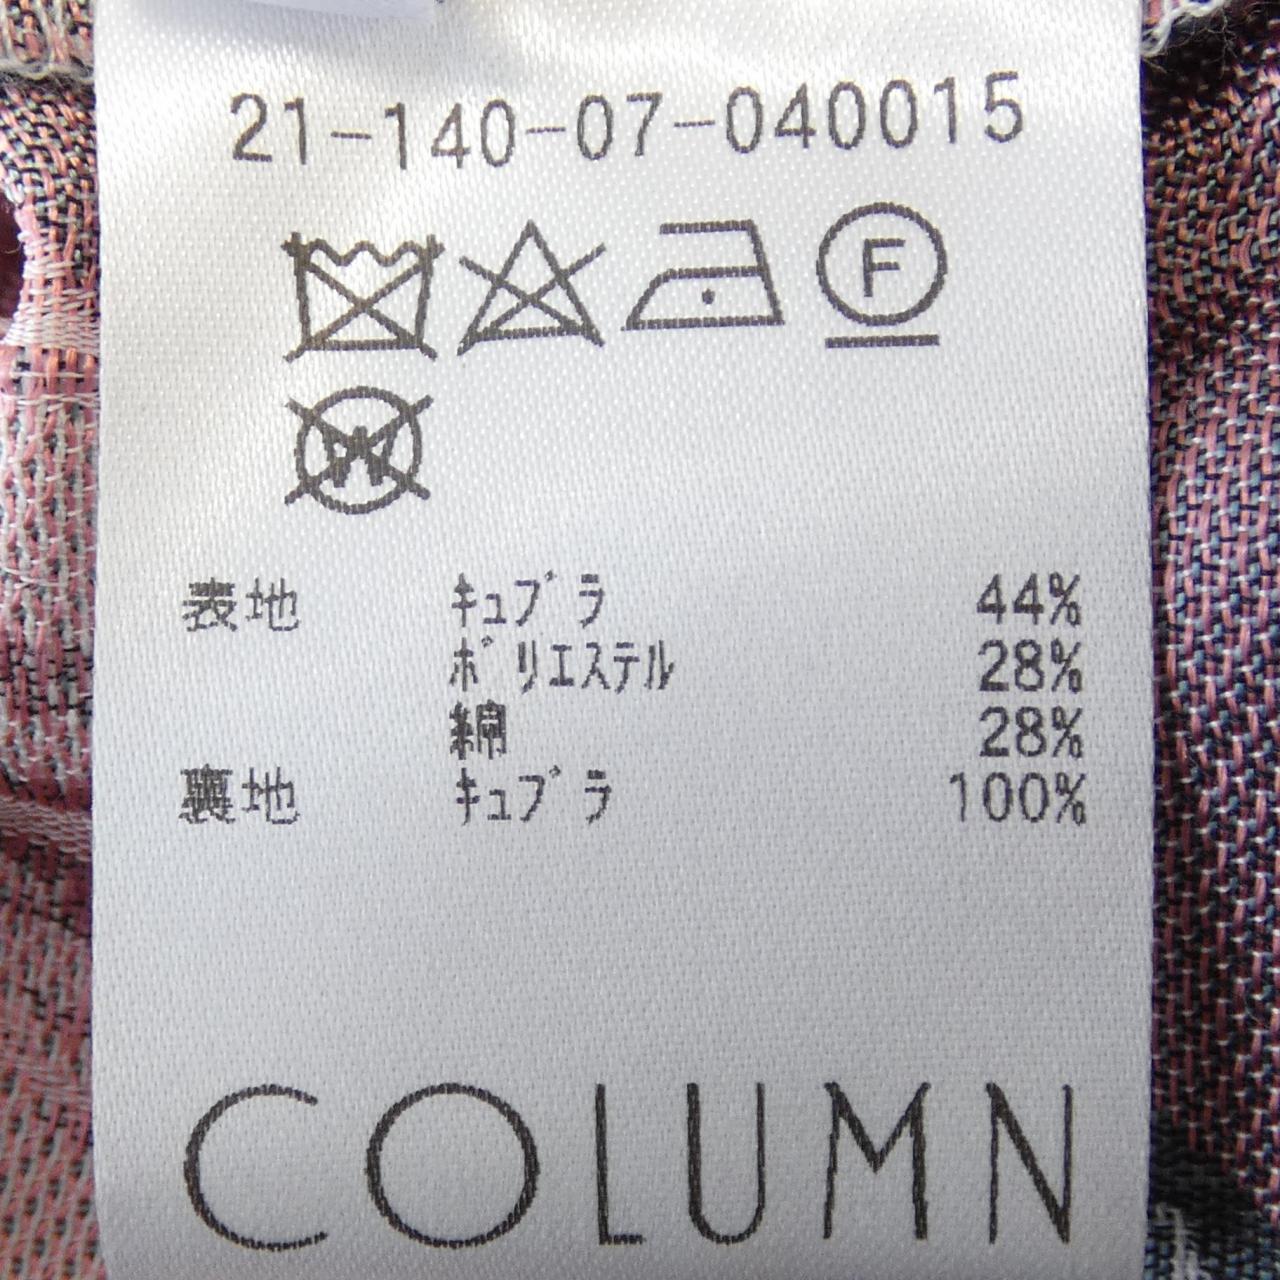 21-140-07-040015
F
W
表地 キュプラ 44%
ポリエステル 28%
綿 28%
裏地 キュプラ 100%
COLUMN